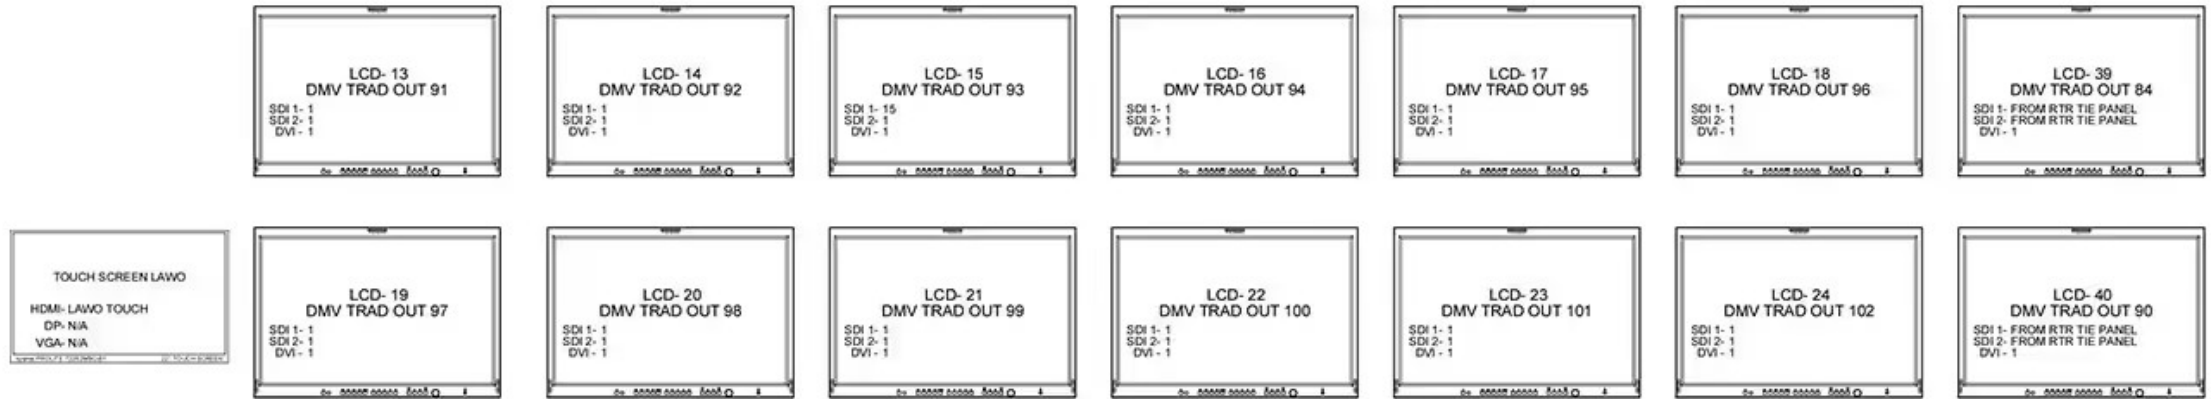 LCD- 13
DMV TRAD OUT 91
SDI 1- 1
SDI 2- 1
DVI - 1
LCD- 14
DMV TRAD OUT 92
SDI 1- 1
SDI 2- 1
DVI - 1
LCD- 15
DMV TRAD OUT 93
SDI 1- 15
SDI 2- 1
DVI - 1
LCD- 16
DMV TRAD OUT 94
SDI 1- 1
SDI 2- 1
DVI - 1
LCD- 17
DMV TRAD OUT 95
SDI 1- 1
SDI 2- 1
DVI - 1
LCD- 18
DMV TRAD OUT 96
SDI 1- 1
SDI 2- 1
DVI - 1
LCD- 39
DMV TRAD OUT 84
SDI 1- FROM RTR TIE PANEL
SDI 2- FROM RTR TIE PANEL
DVI - 1
TOUCH SCREEN LAWO
HDMI- LAWO TOUCH
DP- N/A
VGA- N/A
TOUCH SCREEN
LCD- 19
DMV TRAD OUT 97
SDI 1- 1
SDI 2- 1
DVI - 1
LCD- 20
DMV TRAD OUT 98
SDI 1- 1
SDI 2- 1
DVI - 1
LCD- 21
DMV TRAD OUT 99
SDI 1- 1
SDI 2- 1
DVI - 1
LCD- 22
DMV TRAD OUT 100
SDI 1- 1
SDI 2- 1
DVI - 1
LCD- 23
DMV TRAD OUT 101
SDI 1- 1
SDI 2- 1
DVI - 1
LCD- 24
DMV TRAD OUT 102
SDI 1- 1
SDI 2- 1
DVI - 1
LCD- 40
DMV TRAD OUT 90
SDI 1- FROM RTR TIE PANEL
SDI 2- FROM RTR TIE PANEL
DVI - 1